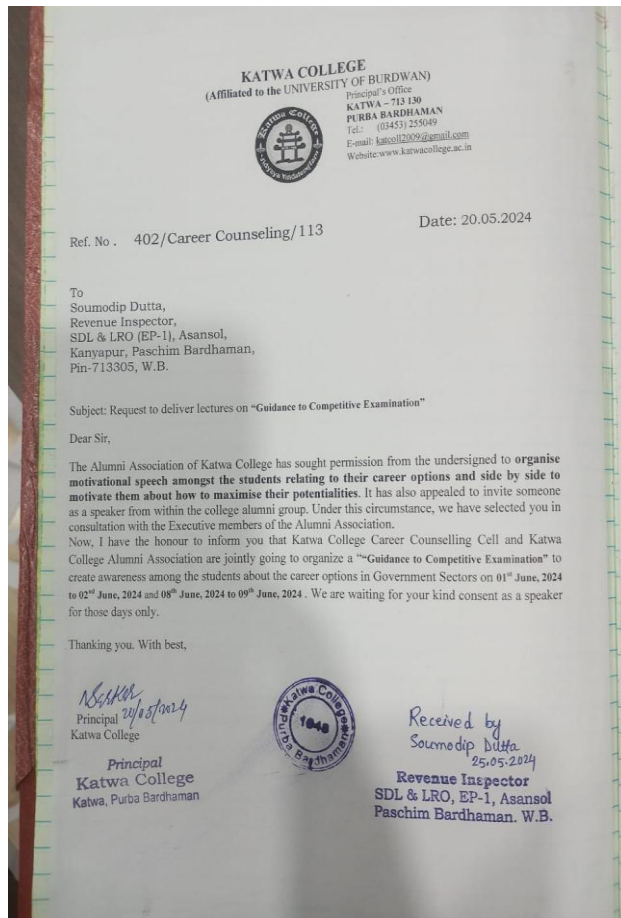 KATWA COLLEGE
(Affiliated to the UNIVERSITY OF BURDWAN)
Principal's Office
KATWA – 713 130
PURBA BARDHAMAN
Tel.: (03453) 255049
E-mail: katcoll2009@gmail.com
Website:www.katwacollege.ac.in
Katwa College
Ref. No . 402/Career Counseling/113
Date: 20.05.2024
To
Soumodip Dutta,
Revenue Inspector,
SDL & LRO (EP-1), Asansol,
Kanyapur, Paschim Bardhaman,
Pin-713305, W.B.
Subject: Request to deliver lectures on “Guidance to Competitive Examination”
Dear Sir,
The Alumni Association of Katwa College has sought permission from the undersigned to organise
motivational speech amongst the students relating to their career options and side by side to
motivate them about how to maximise their potentialities. It has also appealed to invite someone
as a speaker from within the college alumni group. Under this circumstance, we have selected you in
consultation with the Executive members of the Alumni Association.
Now, I have the honour to inform you that Katwa College Career Counselling Cell and Katwa
College Alumni Association are jointly going to organize a "“Guidance to Competitive Examination” to
create awareness among the students about the career options in Government Sectors on 01st June, 2024
to 02nd June, 2024 and 08th June, 2024 to 09th June, 2024 . We are waiting for your kind consent as a speaker
for those days only.
Thanking you. With best,
Principal
Katwa College
Principal
Katwa College
Katwa, Purba Bardhaman
Katwa College
Purba Bardhaman
Received by
Soumodip Dutta
25.05.2024
Revenue Inspector
SDL & LRO, EP-1, Asansol
Paschim Bardhaman. W.B.